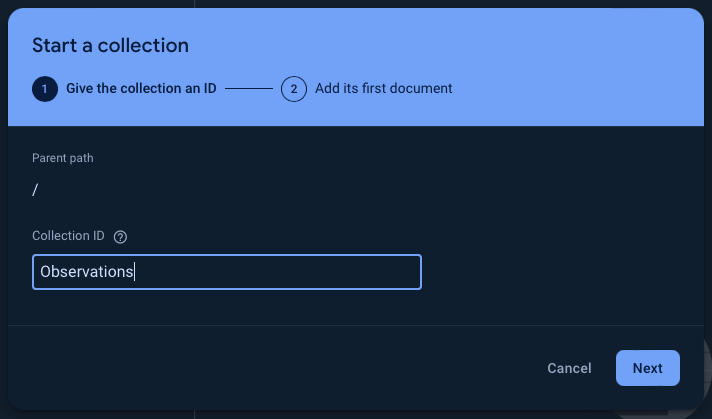 Start a collection
1 Give the collection an ID 2 Add its first document
Parent path
/
Collection ID ?
Observations
Cancel Next